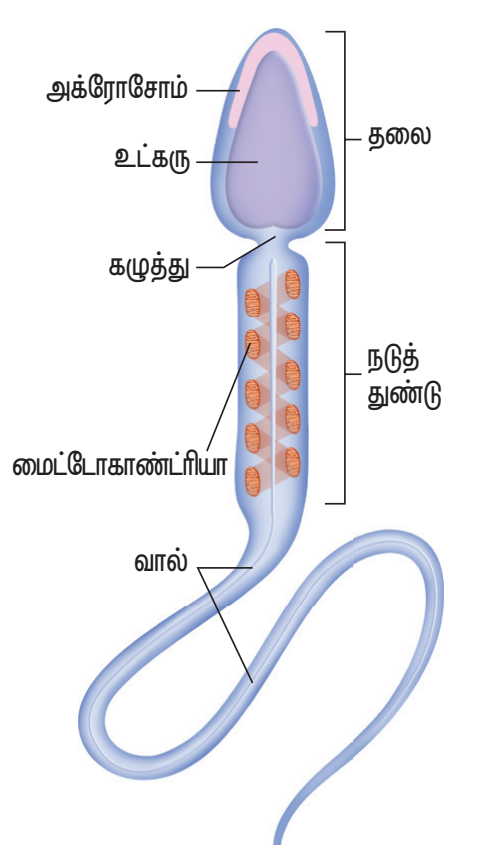 அக்ரோசோம்
தலை
உட்கரு
கழுத்து
நடுத்
துண்டு
மைட்டோகாண்ட்ரியா
வால்